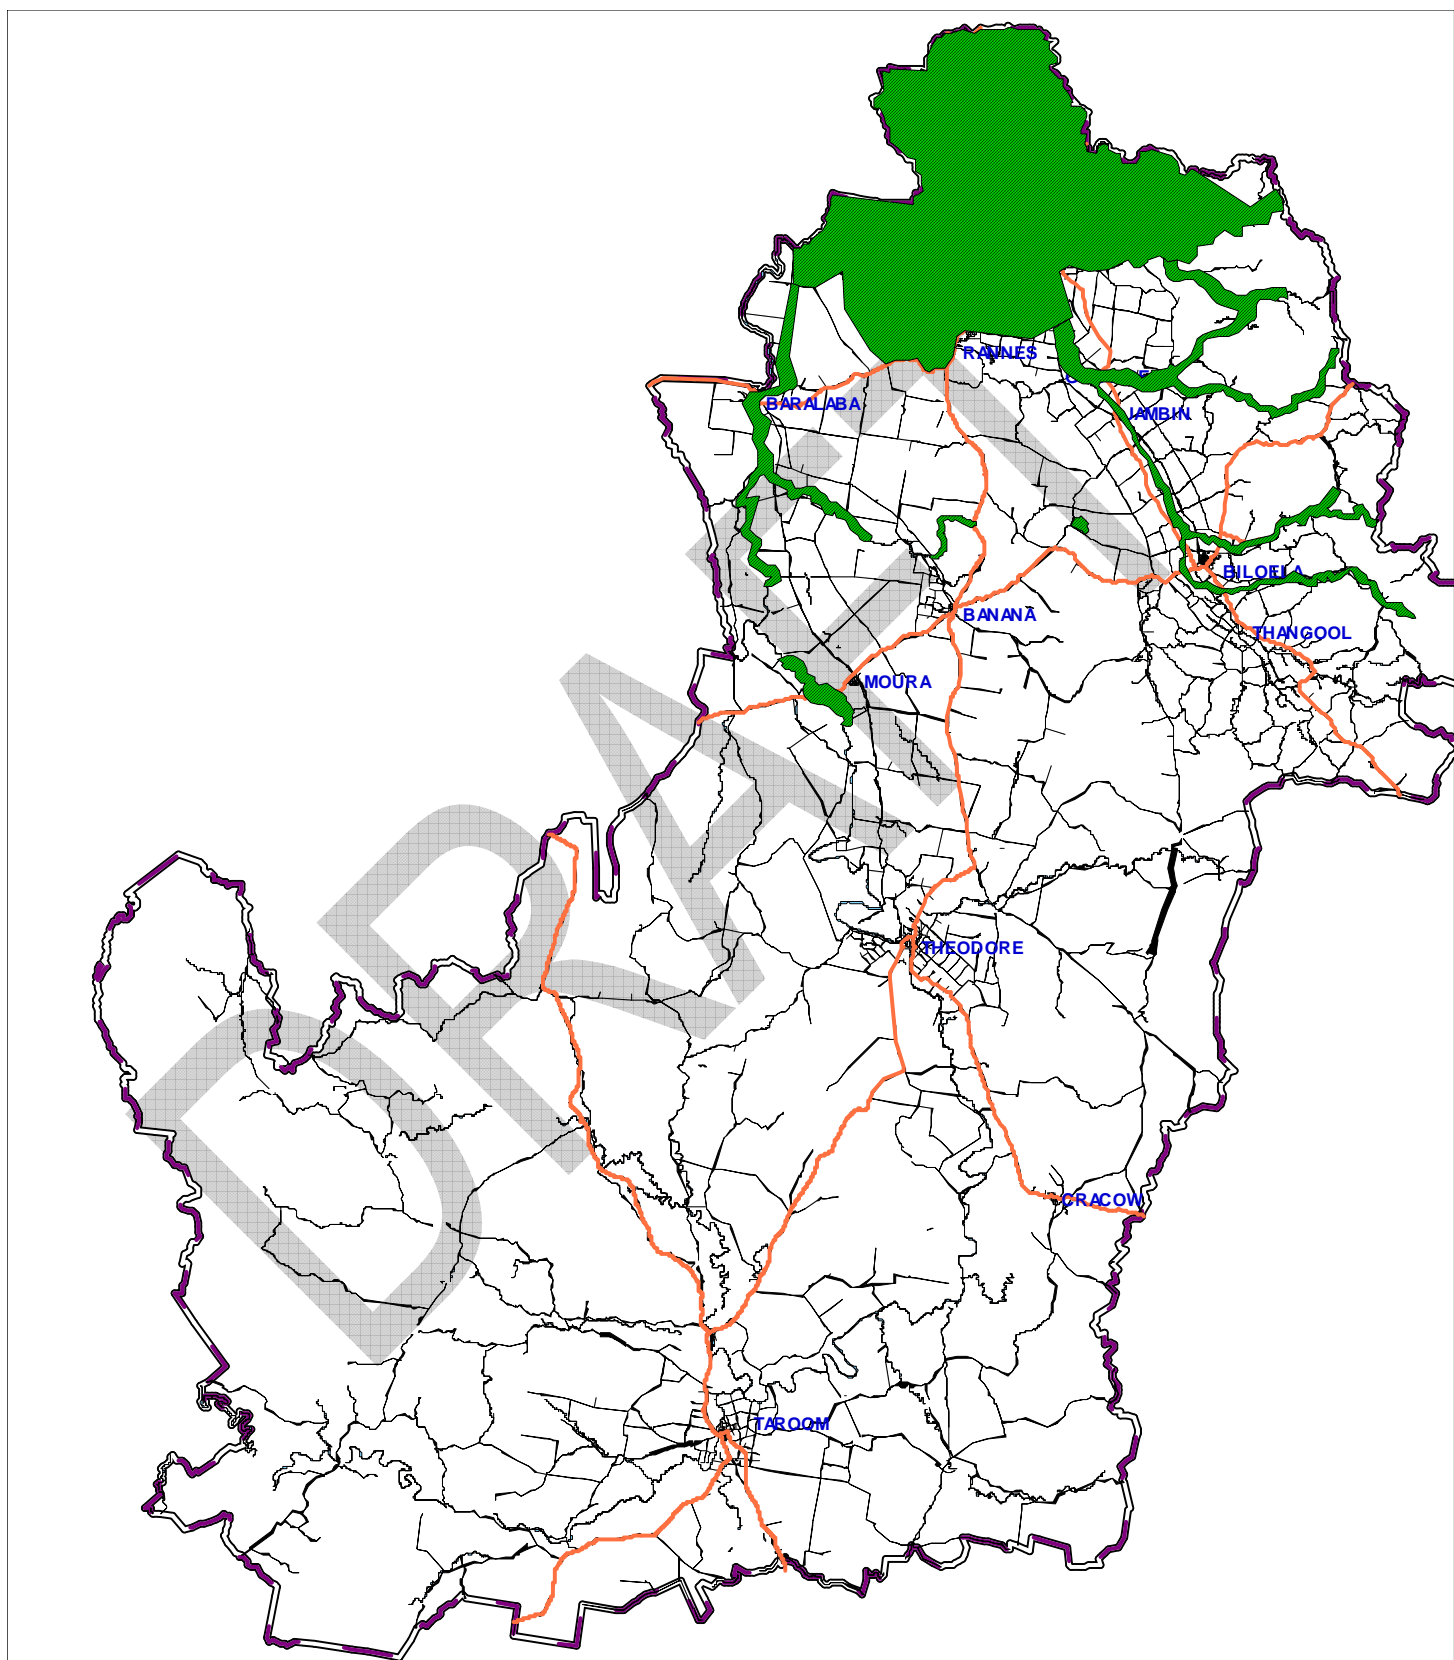 RANNES
BARALABA
JAMBIN
BILOELA
BANANA
THANGOOL
MOURA
THEODORE
CRACOW
TAROOM
DRAFT